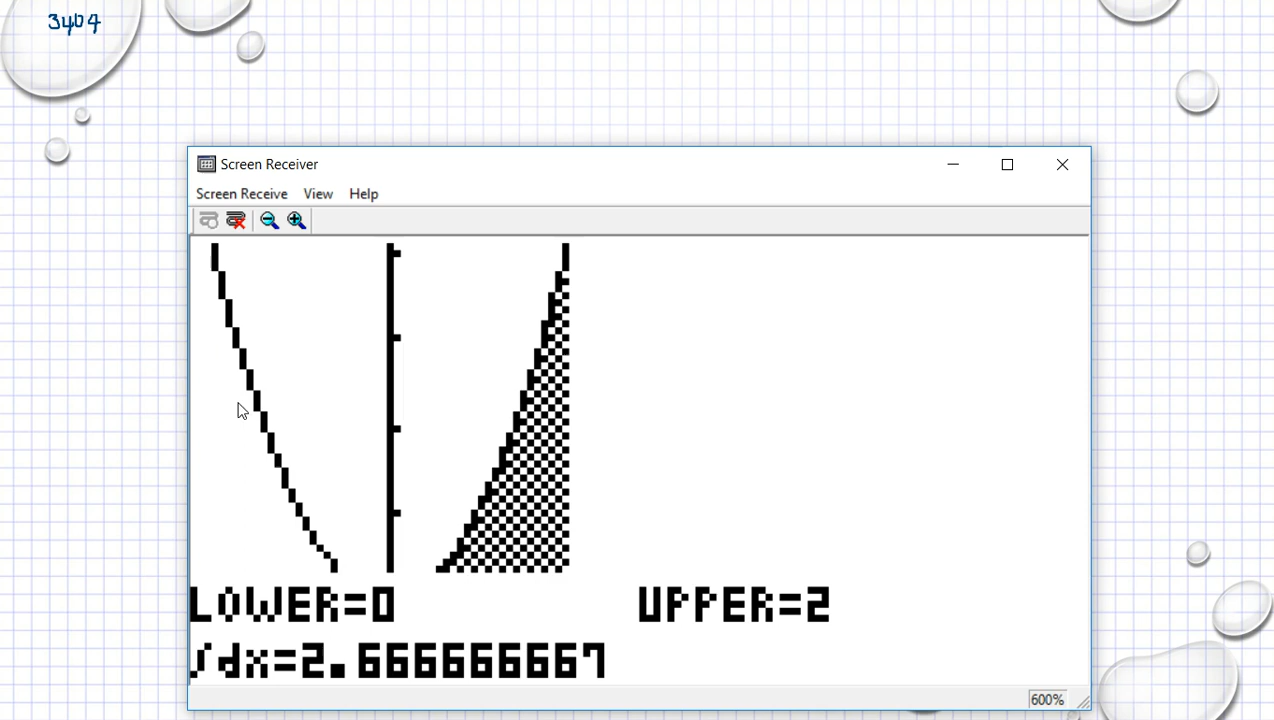 3404
Screen Receiver
Screen Receive View Help
LOWER=0 UPPER=2
∫dx=2.666666667
600%